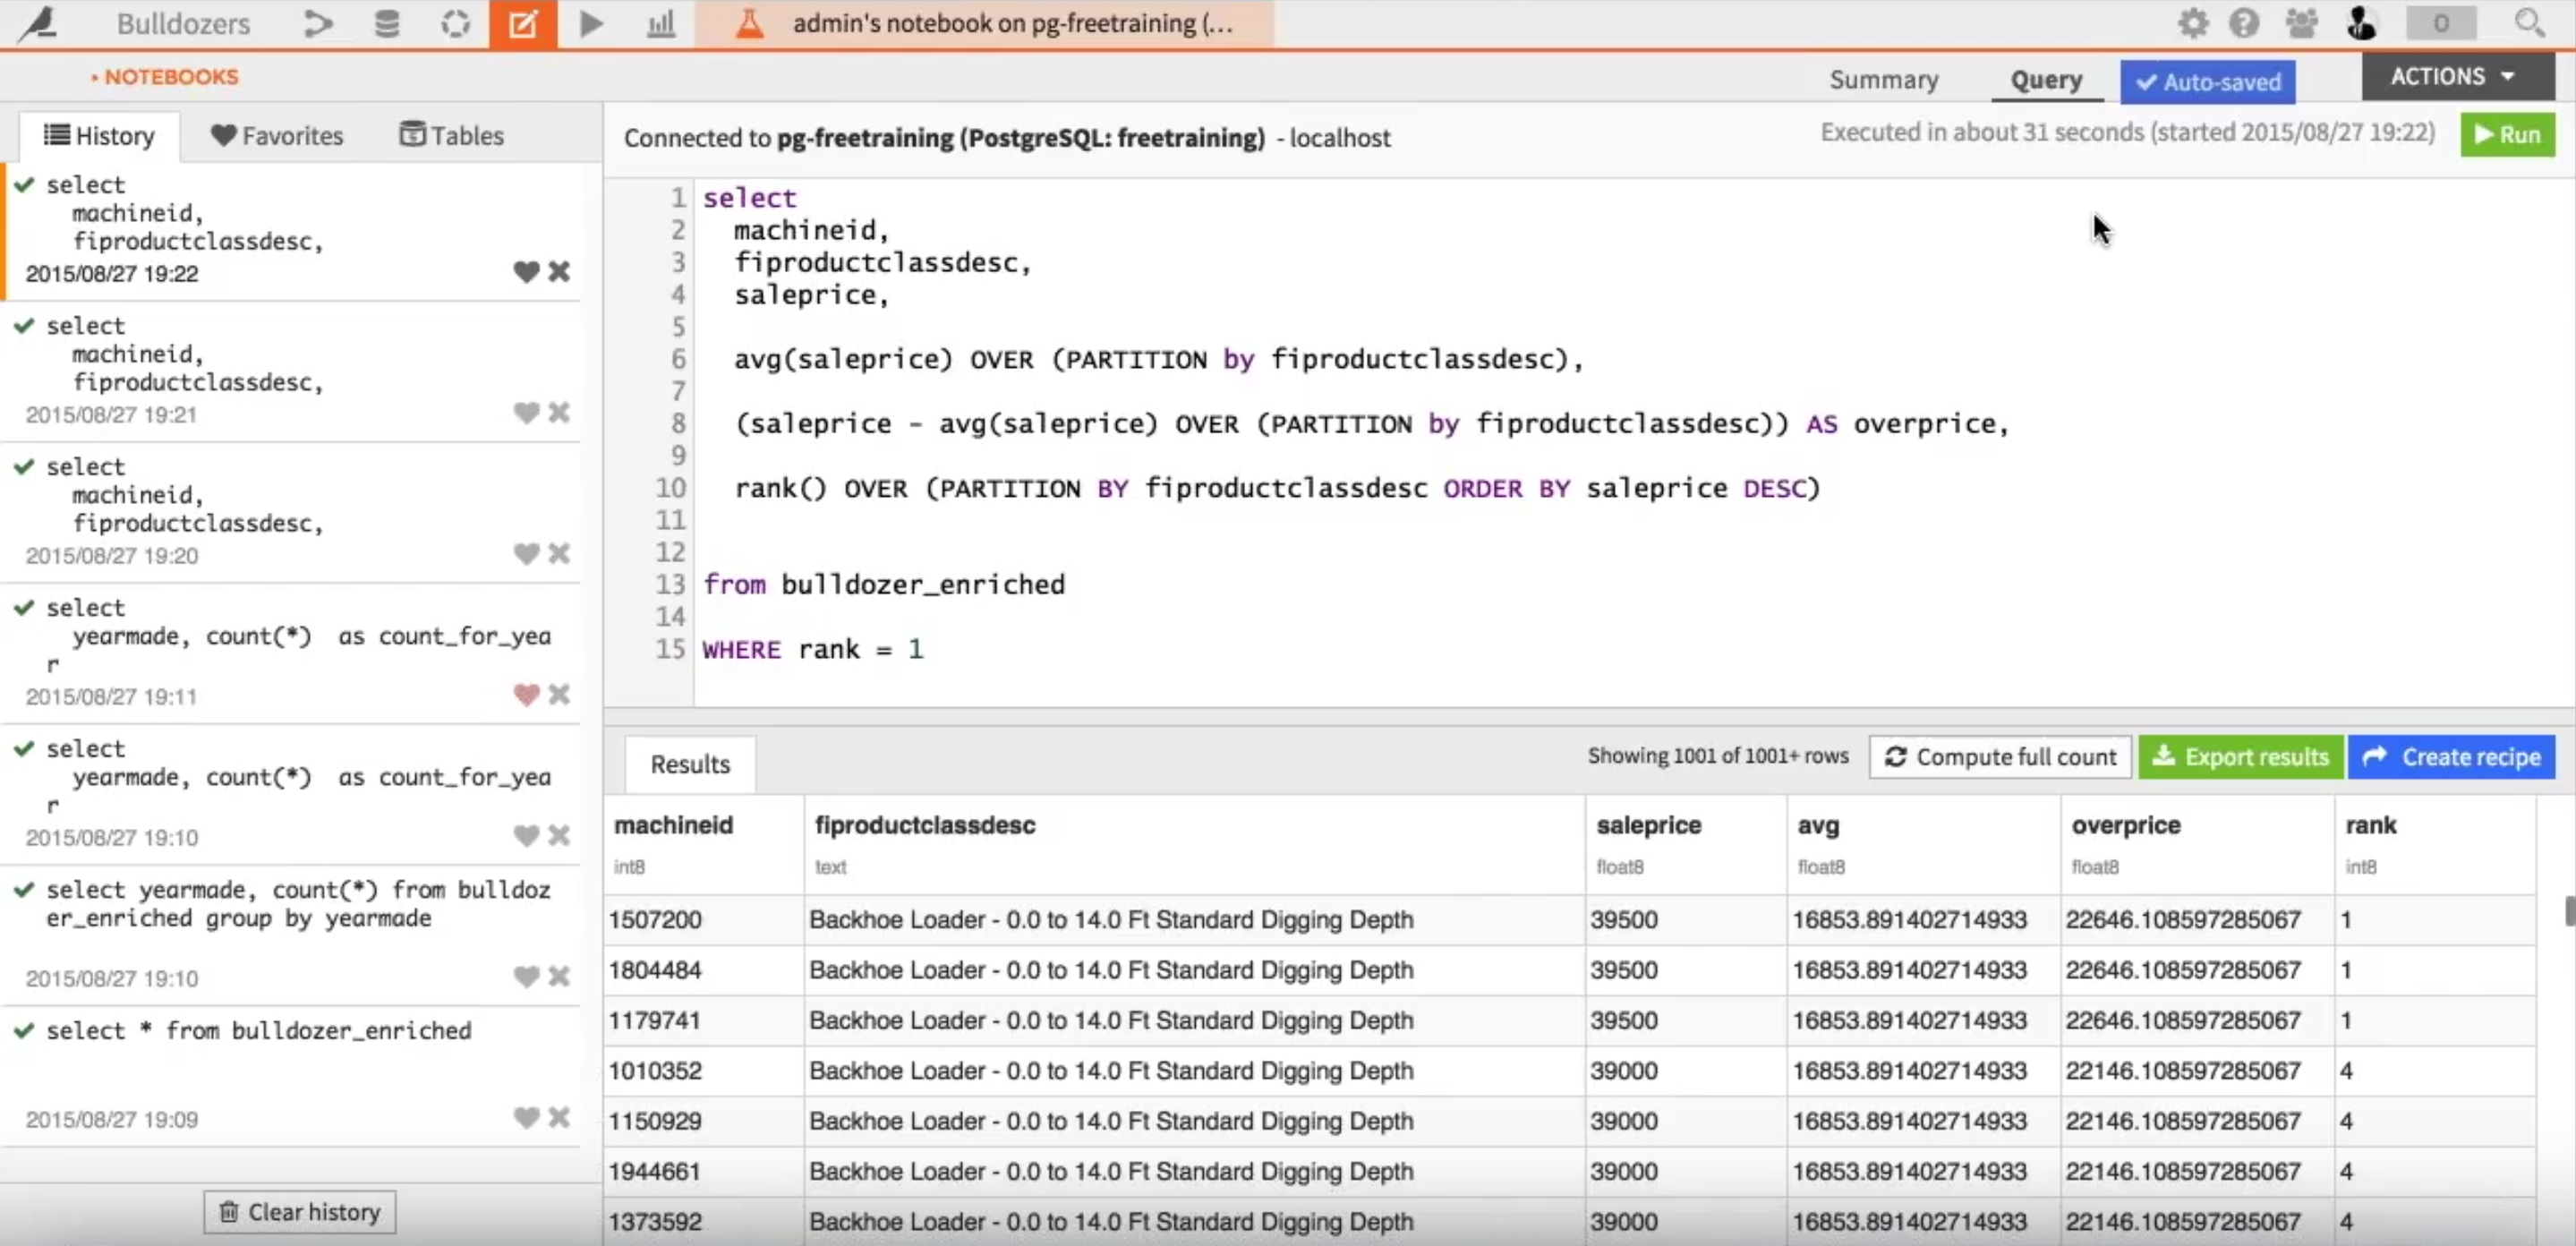 Bulldozers
admin's notebook on pg-freetraining (...
0
• NOTEBOOKS
Summary
Query
Auto-saved
ACTIONS
History
Favorites
Tables
Connected to pg-freetraining (PostgreSQL: freetraining) - localhost
Executed in about 31 seconds (started 2015/08/27 19:22)
Run
select
machineid,
fiproductclassdesc,
2015/08/27 19:22
select
machineid,
fiproductclassdesc,
2015/08/27 19:21
select
machineid,
fiproductclassdesc,
2015/08/27 19:20
select
yearmade, count(*)  as count_for_yea
r
2015/08/27 19:11
select
yearmade, count(*)  as count_for_yea
r
2015/08/27 19:10
select yearmade, count(*) from bulldoz
er_enriched group by yearmade
2015/08/27 19:10
select * from bulldozer_enriched
2015/08/27 19:09
Clear history
1 select
2 machineid,
3 fiproductclassdesc,
4 saleprice,
5
6 avg(saleprice) OVER (PARTITION by fiproductclassdesc),
7
8 (saleprice - avg(saleprice) OVER (PARTITION by fiproductclassdesc)) AS overprice,
9
10 rank() OVER (PARTITION BY fiproductclassdesc ORDER BY saleprice DESC)
11
12
13 from bulldozer_enriched
14
15 WHERE rank = 1
Results
Showing 1001 of 1001+ rows
Compute full count
Export results
Create recipe
machineid fiproductclassdesc saleprice avg overprice rank
int8 text float8 float8 float8 int8
1507200 Backhoe Loader - 0.0 to 14.0 Ft Standard Digging Depth 39500 16853.891402714933 22646.108597285067 1
1804484 Backhoe Loader - 0.0 to 14.0 Ft Standard Digging Depth 39500 16853.891402714933 22646.108597285067 1
1179741 Backhoe Loader - 0.0 to 14.0 Ft Standard Digging Depth 39500 16853.891402714933 22646.108597285067 1
1010352 Backhoe Loader - 0.0 to 14.0 Ft Standard Digging Depth 39000 16853.891402714933 22146.108597285067 4
1150929 Backhoe Loader - 0.0 to 14.0 Ft Standard Digging Depth 39000 16853.891402714933 22146.108597285067 4
1944661 Backhoe Loader - 0.0 to 14.0 Ft Standard Digging Depth 39000 16853.891402714933 22146.108597285067 4
1373592 Backhoe Loader - 0.0 to 14.0 Ft Standard Digging Depth 39000 16853.891402714933 22146.108597285067 4